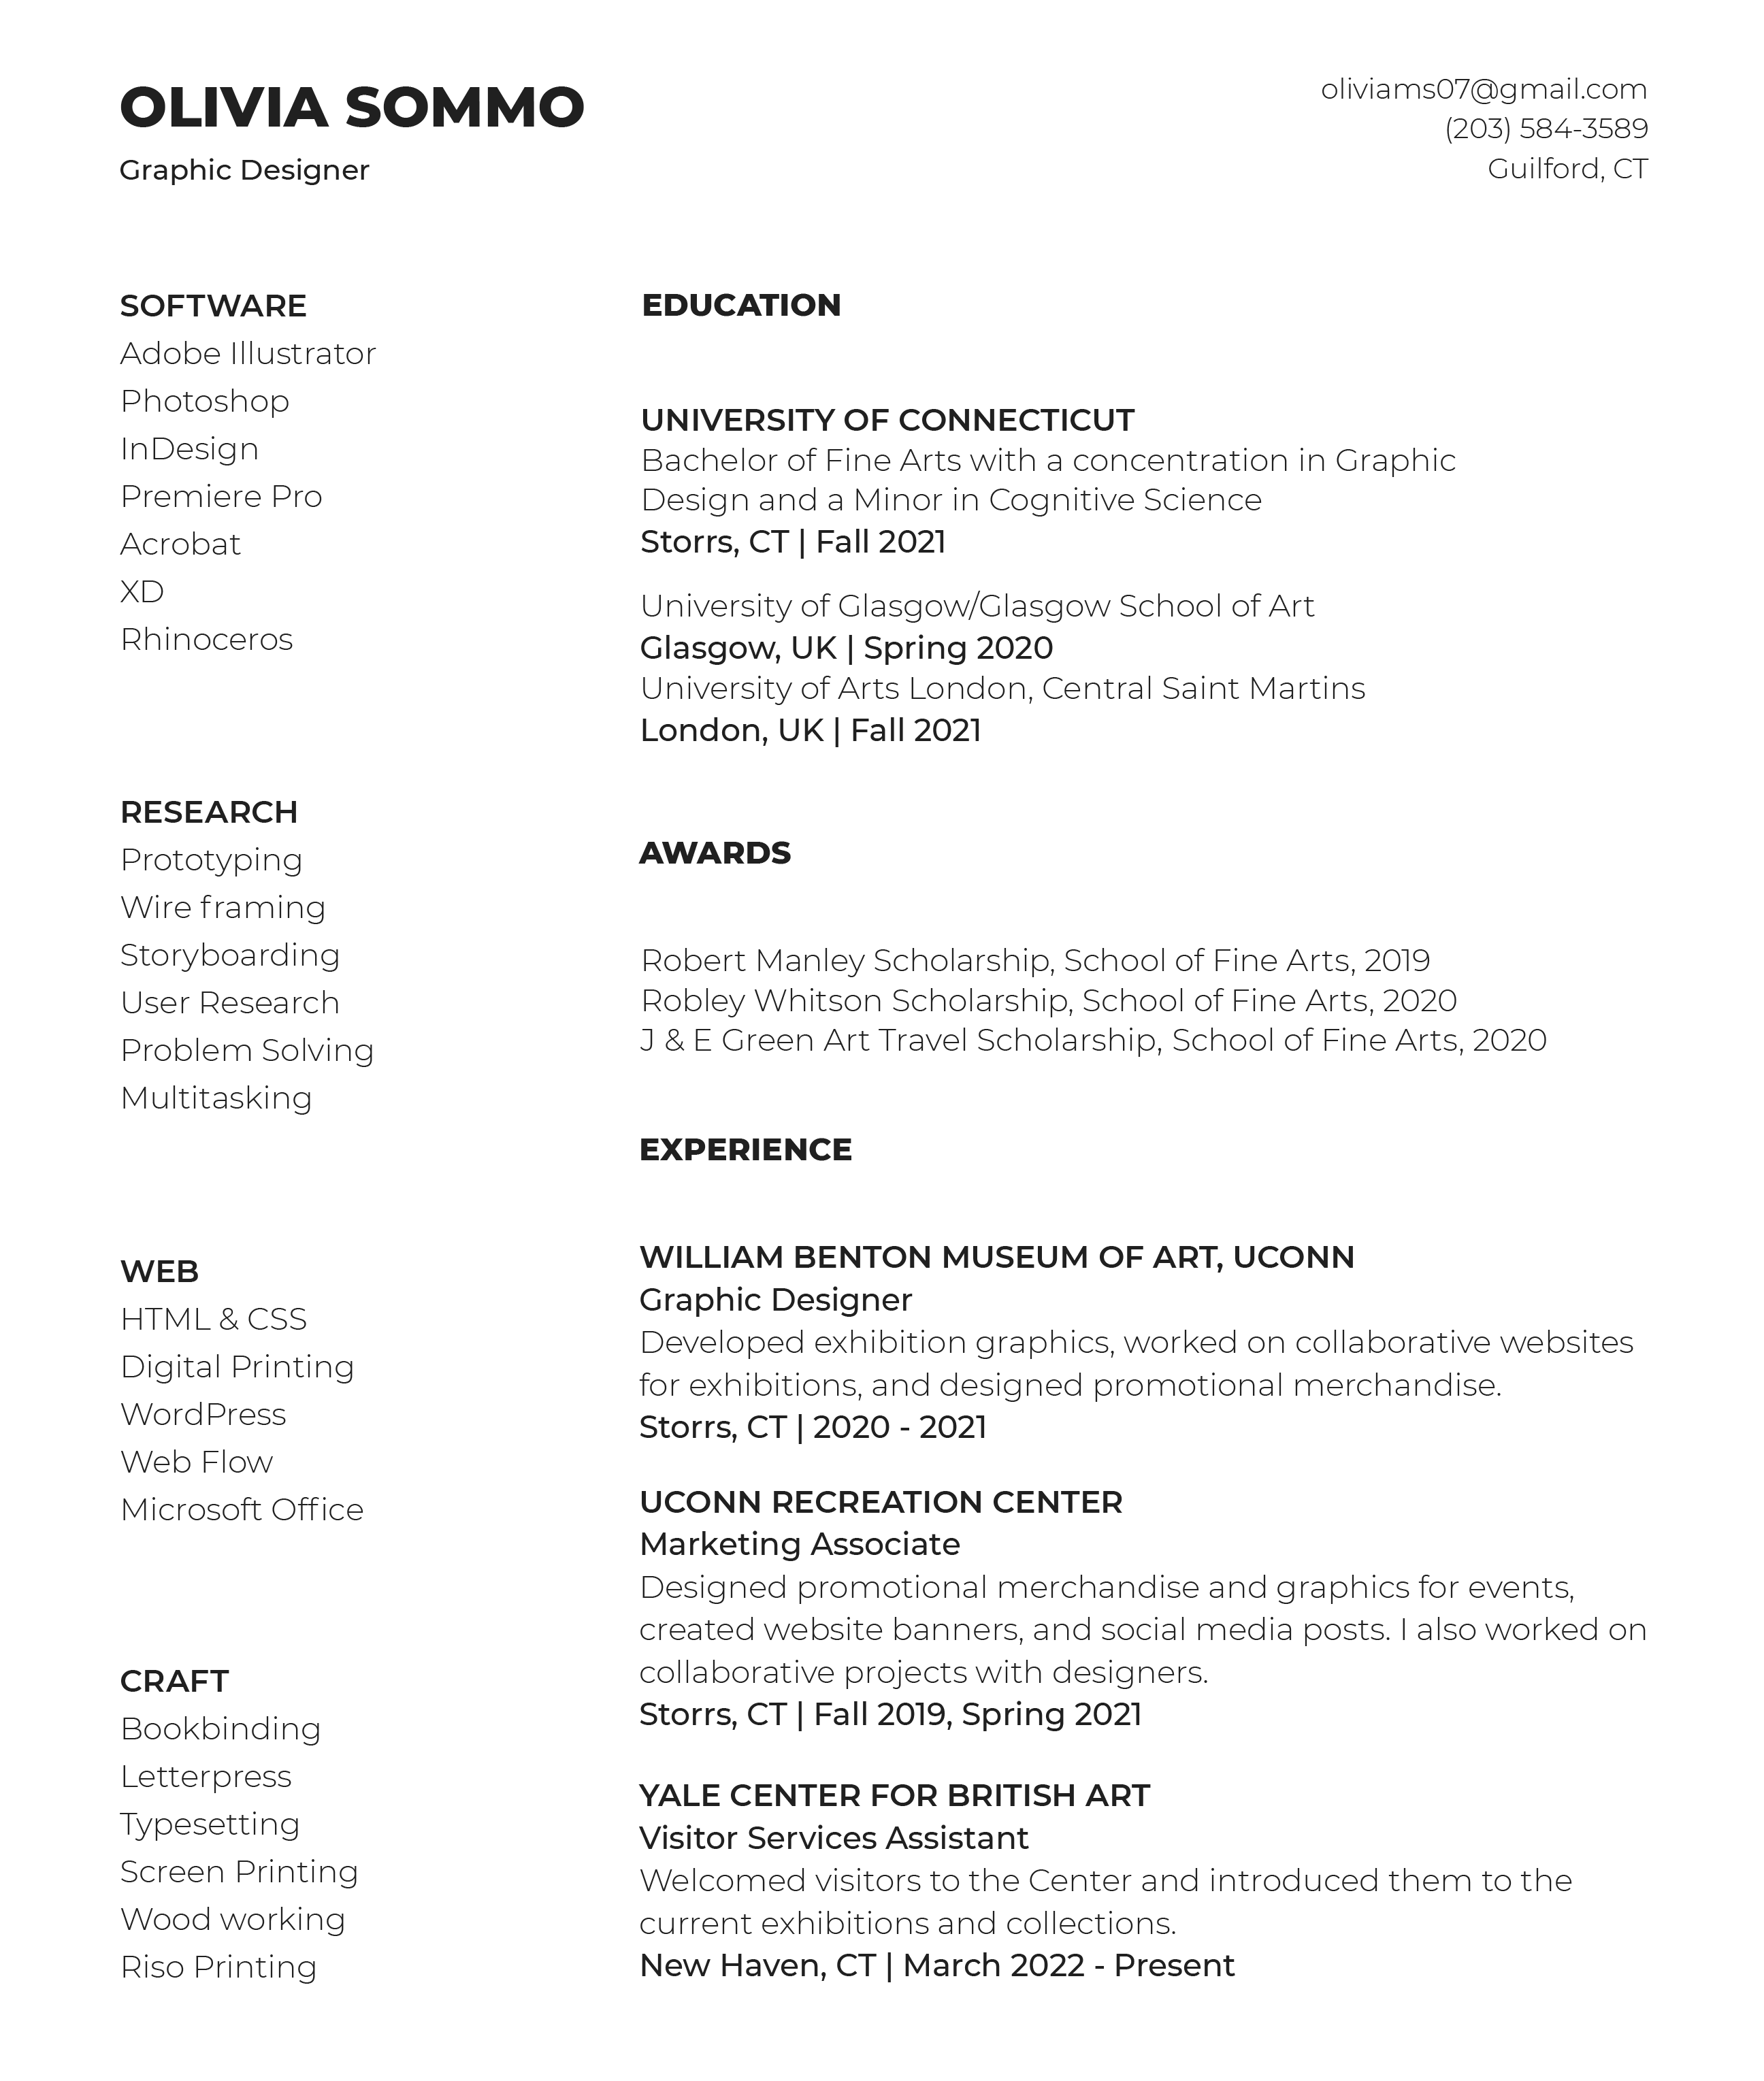 OLIVIA SOMMO
Graphic Designer
oliviams07@gmail.com
(203) 584-3589
Guilford, CT
SOFTWARE
Adobe Illustrator
Photoshop
InDesign
Premiere Pro
Acrobat
XD
Rhinoceros
RESEARCH
Prototyping
Wire framing
Storyboarding
User Research
Problem Solving
Multitasking
WEB
HTML & CSS
Digital Printing
WordPress
Web Flow
Microsoft Office
CRAFT
Bookbinding
Letterpress
Typesetting
Screen Printing
Wood working
Riso Printing
EDUCATION
UNIVERSITY OF CONNECTICUT
Bachelor of Fine Arts with a concentration in Graphic
Design and a Minor in Cognitive Science
Storrs, CT | Fall 2021
University of Glasgow/Glasgow School of Art
Glasgow, UK | Spring 2020
University of Arts London, Central Saint Martins
London, UK | Fall 2021
AWARDS
Robert Manley Scholarship, School of Fine Arts, 2019
Robley Whitson Scholarship, School of Fine Arts, 2020
J & E Green Art Travel Scholarship, School of Fine Arts, 2020
EXPERIENCE
WILLIAM BENTON MUSEUM OF ART, UCONN
Graphic Designer
Developed exhibition graphics, worked on collaborative websites
for exhibitions, and designed promotional merchandise.
Storrs, CT | 2020 - 2021
UCONN RECREATION CENTER
Marketing Associate
Designed promotional merchandise and graphics for events,
created website banners, and social media posts. I also worked on
collaborative projects with designers.
Storrs, CT | Fall 2019, Spring 2021
YALE CENTER FOR BRITISH ART
Visitor Services Assistant
Welcomed visitors to the Center and introduced them to the
current exhibitions and collections.
New Haven, CT | March 2022 - Present